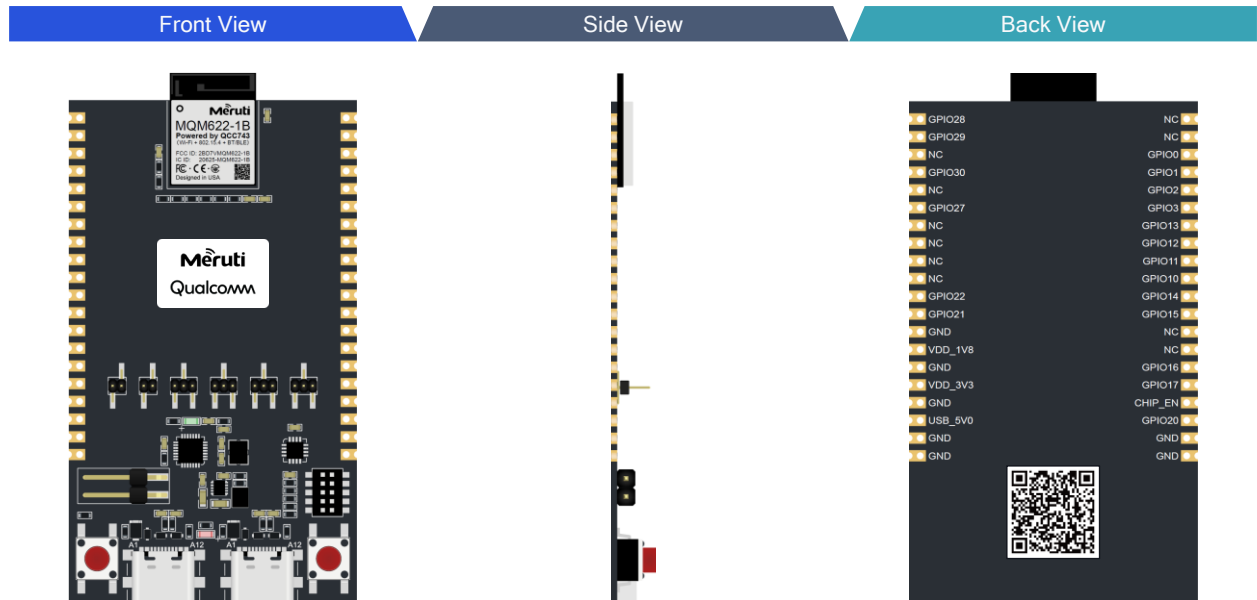 Front View
Side View
Back View
Mẽruti
MQM622-1B
Powered by QCC743
(Wi-Fi + 802.15.4 + BT/BLE)
FCC ID: 2BD7VMQM622-1B
IC ID: 20625-MQM622-1B
Designed in USA
Mẽruti
Qualcomm
A1
A12
A1
A12
GPIO28
GPIO29
NC
GPIO30
NC
GPIO27
NC
NC
NC
NC
GPIO22
GPIO21
GND
VDD_1V8
GND
VDD_3V3
GND
USB_5V0
GND
GND
NC
NC
GPIO0
GPIO1
GPIO2
GPIO3
GPIO13
GPIO12
GPIO11
GPIO10
GPIO14
GPIO15
NC
NC
GPIO16
GPIO17
CHIP_EN
GPIO20
GND
GND